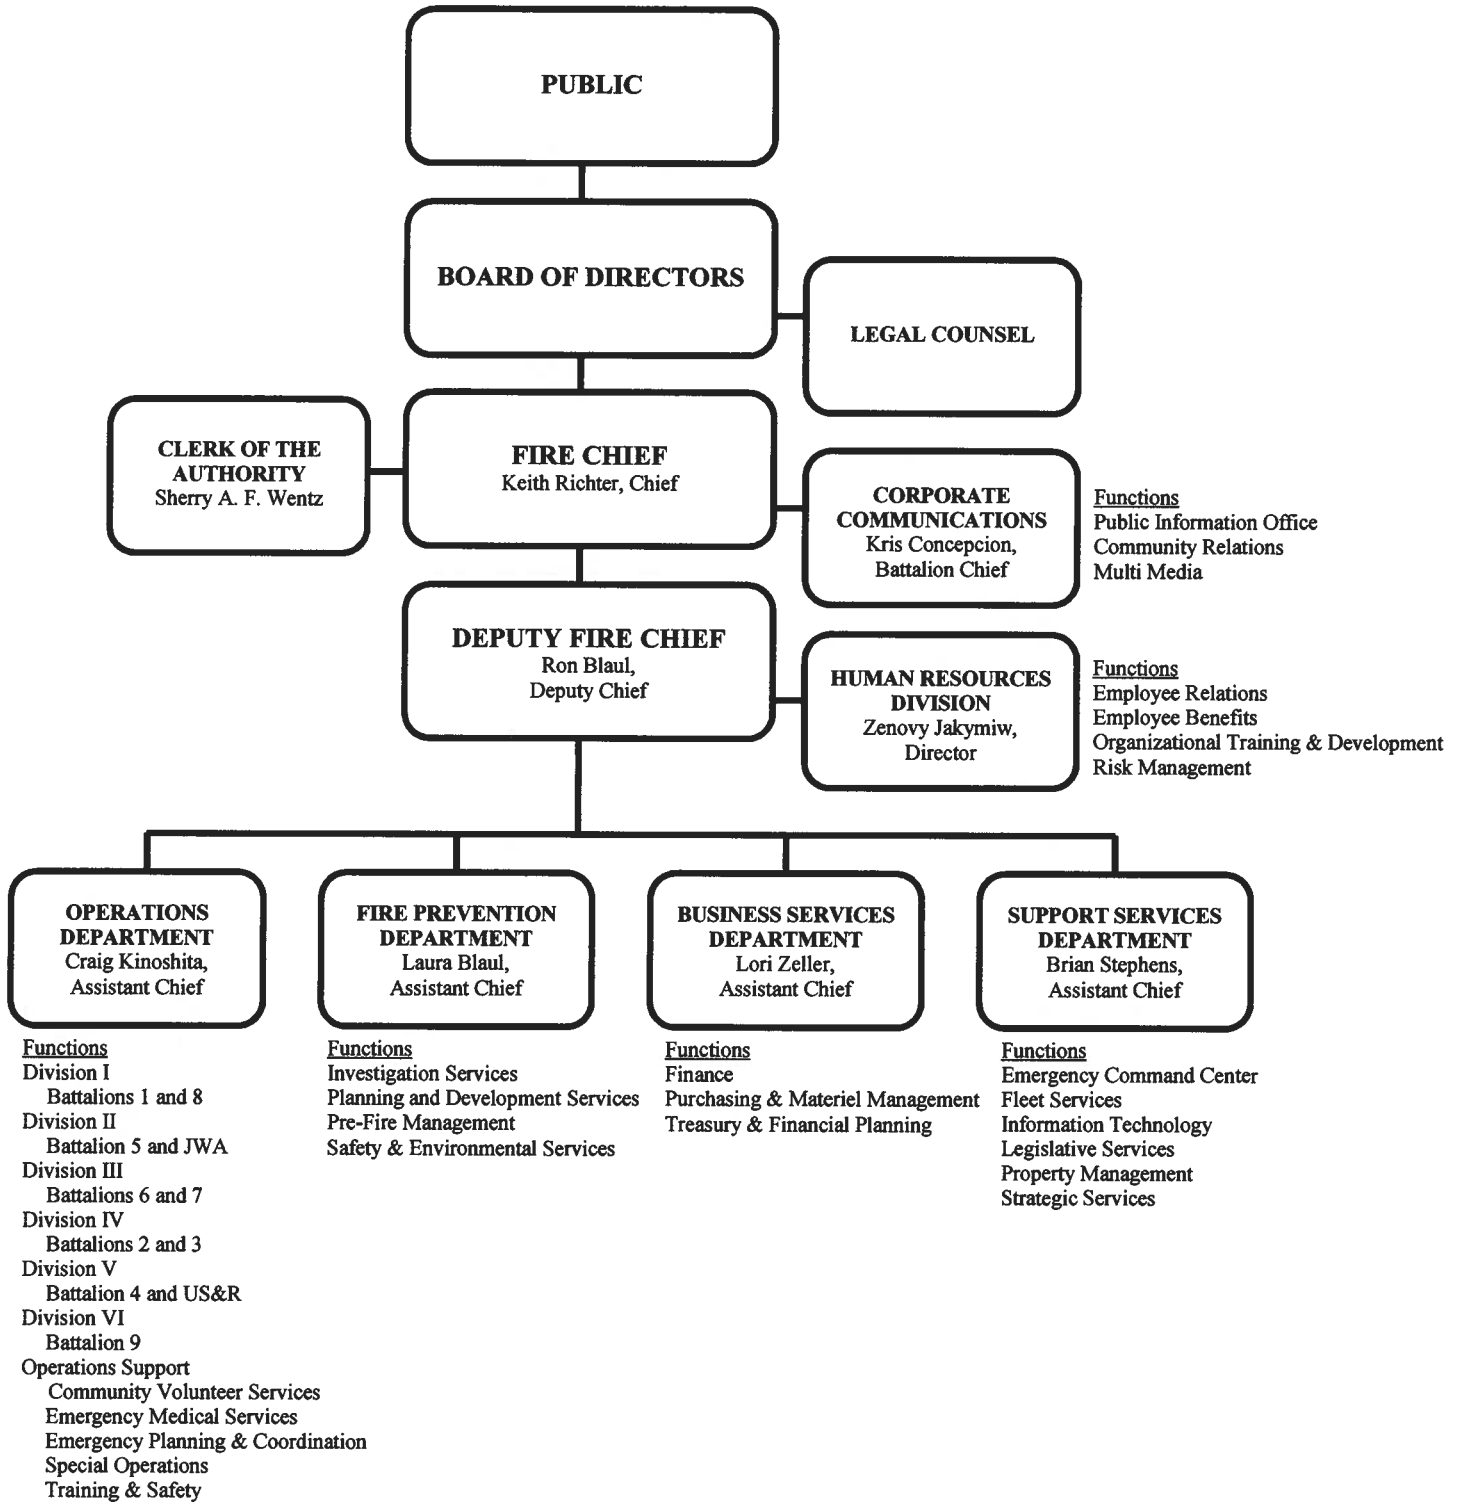 PUBLIC
BOARD OF DIRECTORS
LEGAL COUNSEL
CLERK OF THE
AUTHORITY
Sherry A. F. Wentz
FIRE CHIEF
Keith Richter, Chief
CORPORATE
COMMUNICATIONS
Kris Concepcion,
Battalion Chief
Functions
Public Information Office
Community Relations
Multi Media
DEPUTY FIRE CHIEF
Ron Blaul,
Deputy Chief
HUMAN RESOURCES
DIVISION
Zenovy Jakymiw,
Director
Functions
Employee Relations
Employee Benefits
Organizational Training & Development
Risk Management
OPERATIONS
DEPARTMENT
Craig Kinoshita,
Assistant Chief
Functions
Division I
Battalions 1 and 8
Division II
Battalion 5 and JWA
Division III
Battalions 6 and 7
Division IV
Battalions 2 and 3
Division V
Battalion 4 and US&R
Division VI
Battalion 9
Operations Support
Community Volunteer Services
Emergency Medical Services
Emergency Planning & Coordination
Special Operations
Training & Safety
FIRE PREVENTION
DEPARTMENT
Laura Blaul,
Assistant Chief
Functions
Investigation Services
Planning and Development Services
Pre-Fire Management
Safety & Environmental Services
BUSINESS SERVICES
DEPARTMENT
Lori Zeller,
Assistant Chief
Functions
Finance
Purchasing & Materiel Management
Treasury & Financial Planning
SUPPORT SERVICES
DEPARTMENT
Brian Stephens,
Assistant Chief
Functions
Emergency Command Center
Fleet Services
Information Technology
Legislative Services
Property Management
Strategic Services